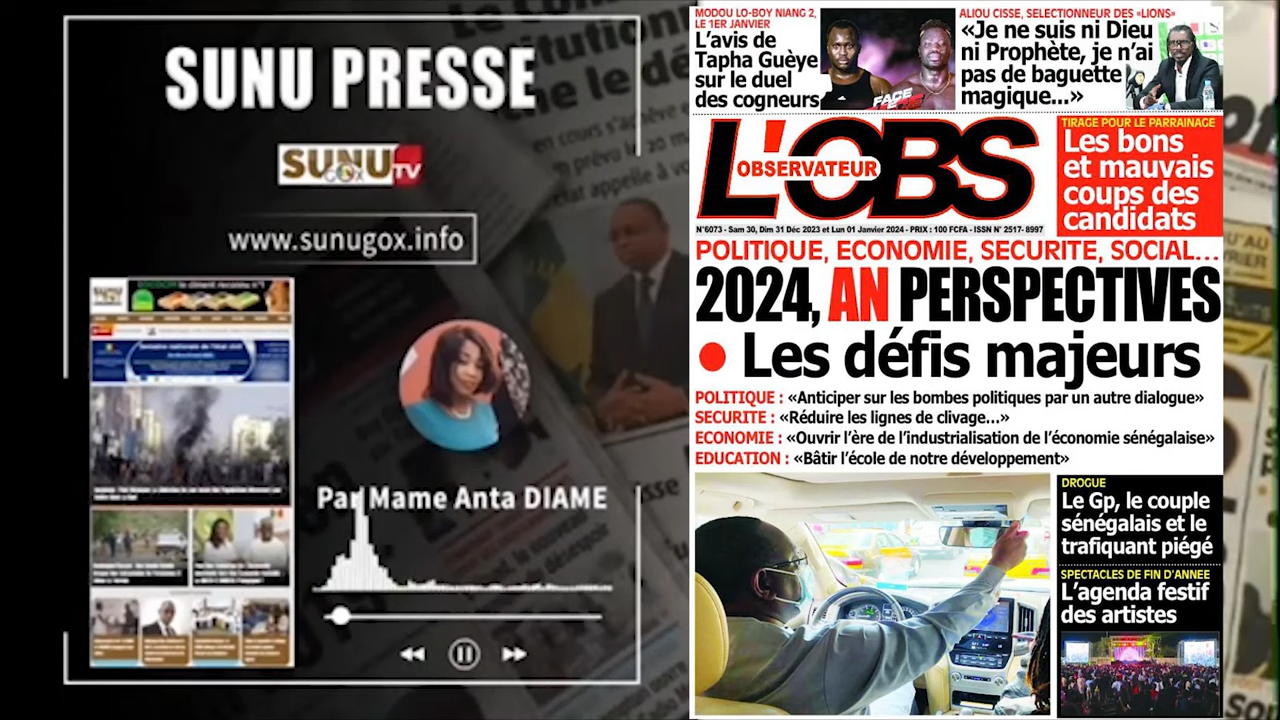 SUNU PRESSE
SUNU
GOX
TV
www.sunugox.info
Par Mame Anta DIAME
MODOU LO-BOY NIANG 2,
LE 1ER JANVIER
L'avis de
Tapha Guèye
sur le duel
des cogneurs
FACE
ALIOU CISSE, SELECTIONEUR DES «LIONS»
«Je ne suis ni Dieu
ni Prophète, je n'ai
pas de baguette
magique...»
L'OBS
OBSERVATEUR
N°6073 - Sam 30, Dim 31 Déc 2023 et Lun 01 Janvier 2024 - PRIX : 100 FCFA - ISSN N° 2517- 8997
TIRAGE POUR LE PARRAINAGE
Les bons
et mauvais
coups des
candidats
POLITIQUE, ECONOMIE, SECURITE, SOCIAL...
2024, AN PERSPECTIVES
• Les défis majeurs
POLITIQUE : «Anticiper sur les bombes politiques par un autre dialogue»
SECURITE : «Réduire les lignes de clivage...»
ECONOMIE : «Ouvrir l'ère de l'industrialisation de l'économie sénégalaise»
EDUCATION : «Bâtir l'école de notre développement»
DROGUE
Le Gp, le couple
sénégalais et le
trafiquant piégé
SPECTACLES DE FIN D'ANNEE
L'agenda festif
des artistes